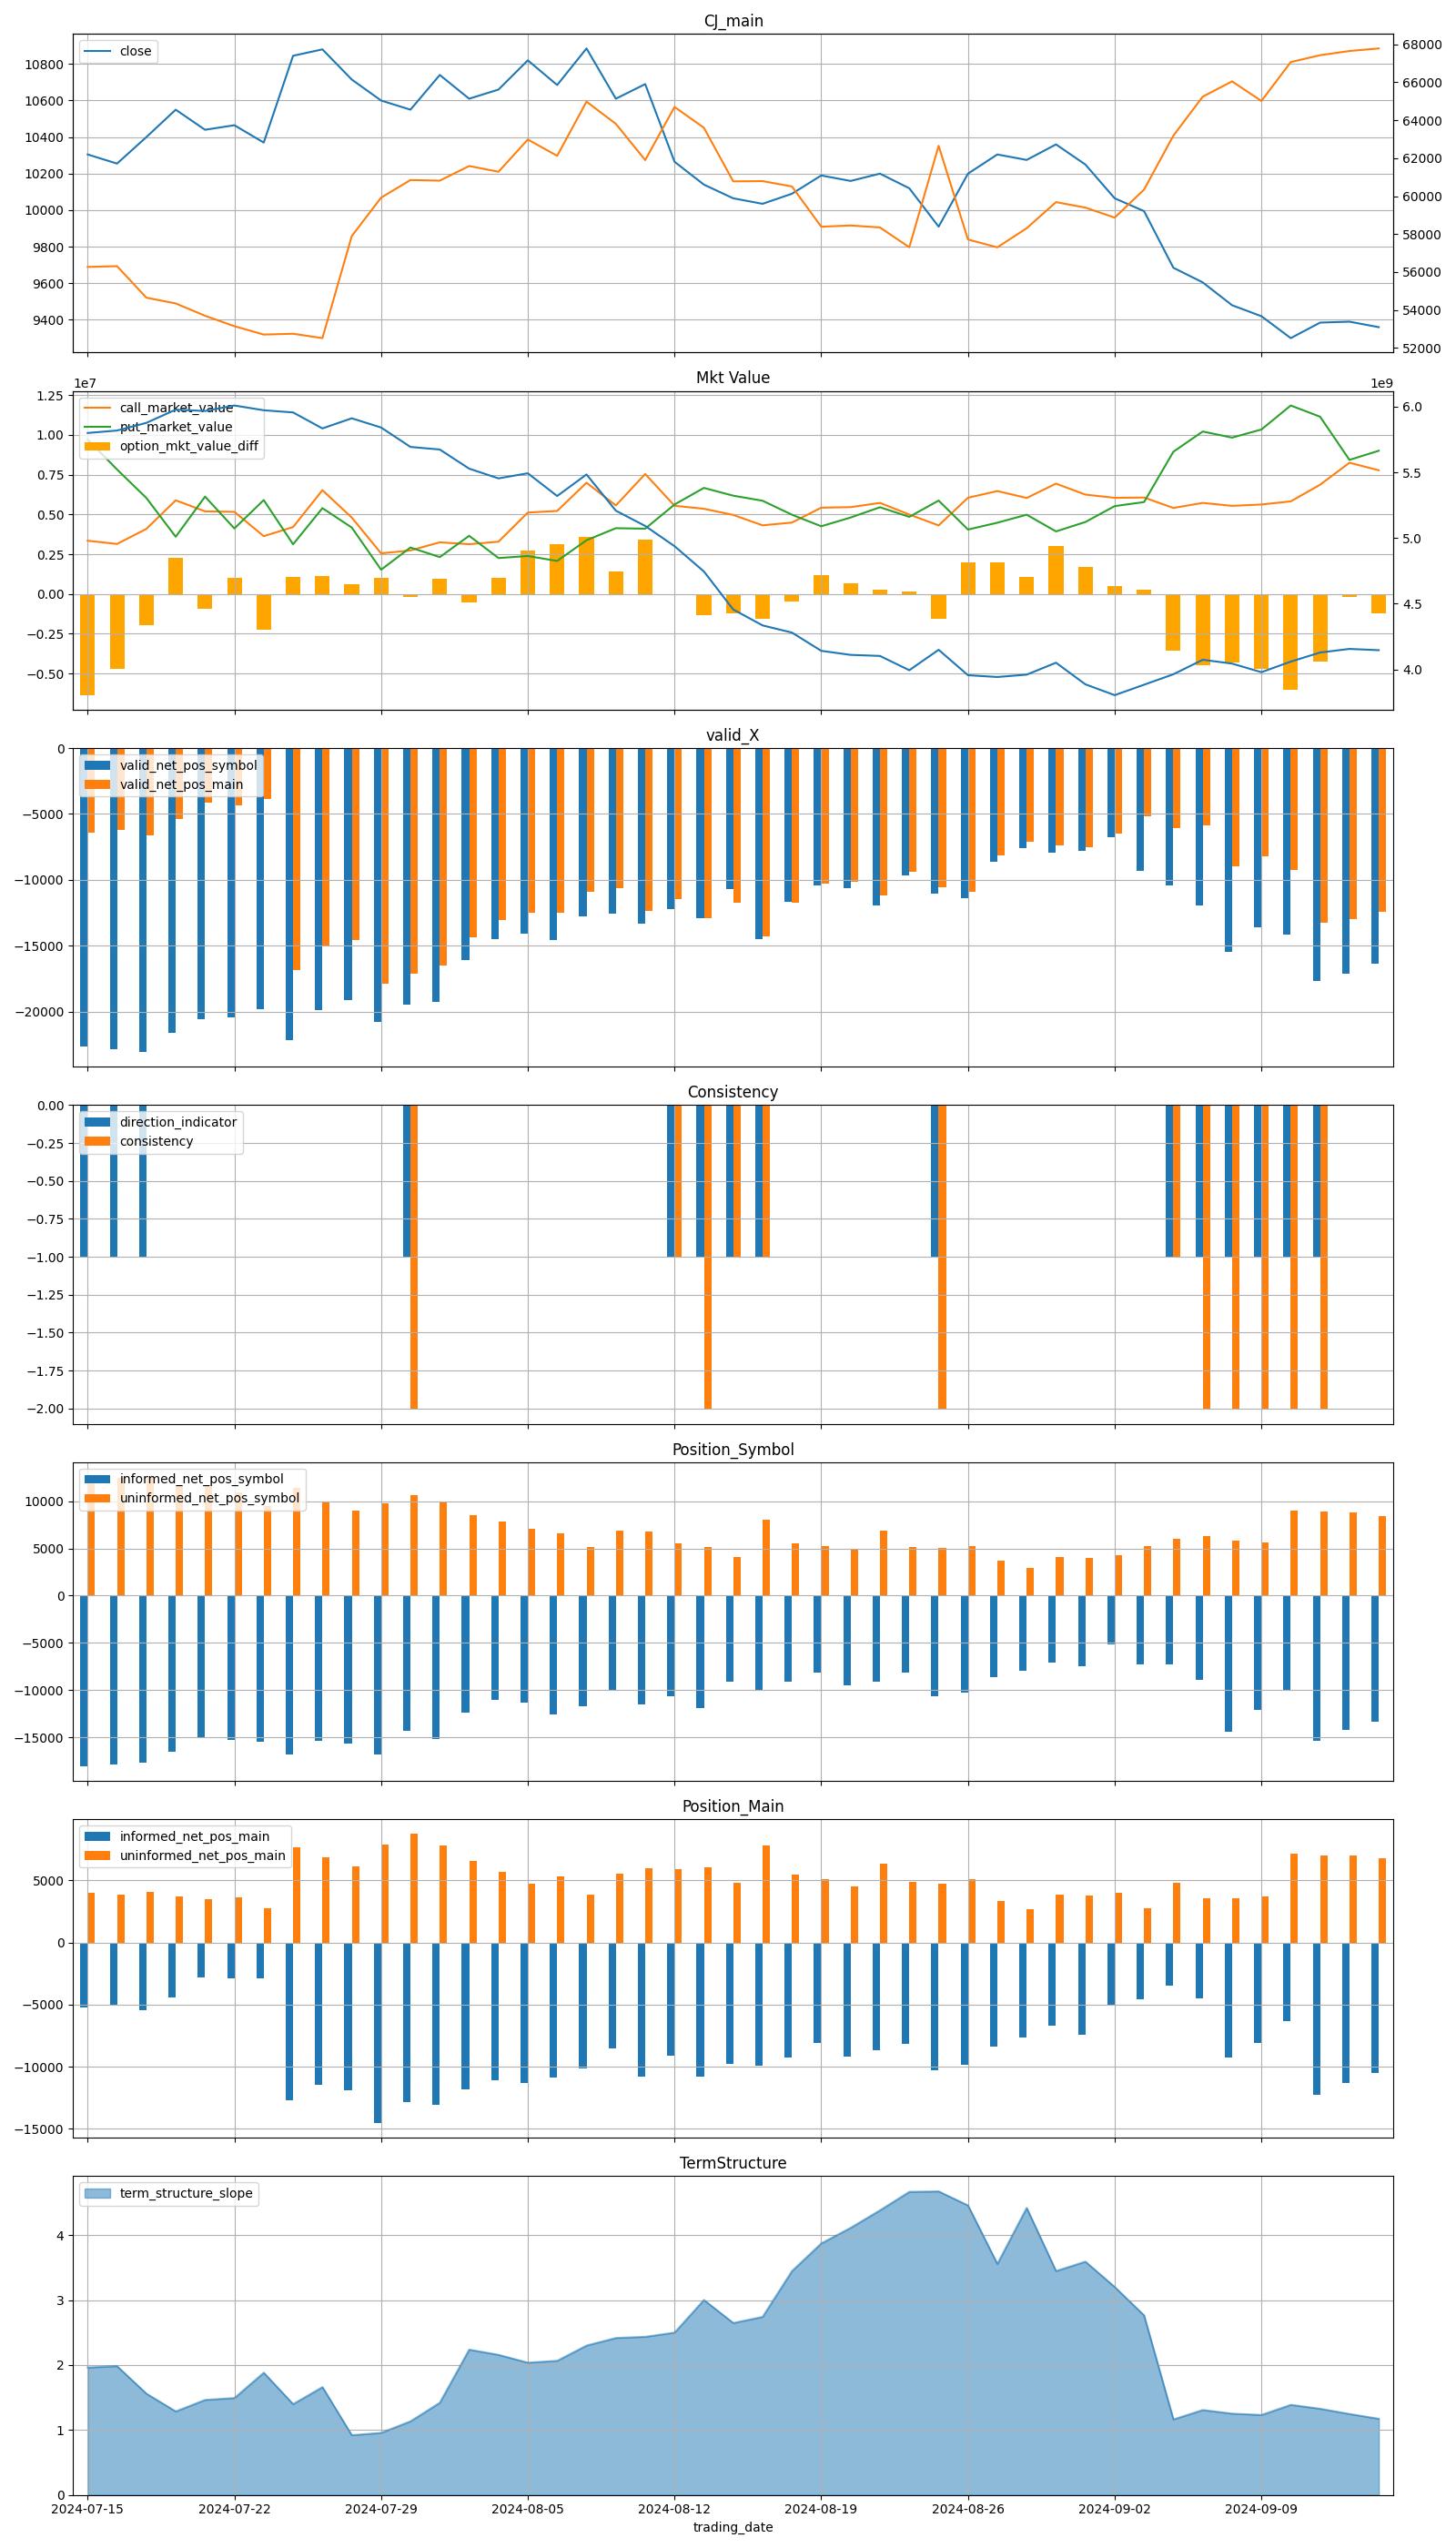 CJ_main
close
10800
10600
10400
10200
10000
9800
9600
9400
68000
66000
64000
62000
60000
58000
56000
54000
52000
Mkt Value
1e7
1e9
call_market_value
put_market_value
option_mkt_value_diff
1.25
1.00
0.75
0.50
0.25
0.00
−0.25
−0.50
6.0
5.5
5.0
4.5
4.0
valid_X
valid_net_pos_symbol
valid_net_pos_main
0
−5000
−10000
−15000
−20000
Consistency
direction_indicator
consistency
0.00
−0.25
−0.50
−0.75
−1.00
−1.25
−1.50
−1.75
−2.00
Position_Symbol
informed_net_pos_symbol
uninformed_net_pos_symbol
10000
5000
0
−5000
−10000
−15000
Position_Main
informed_net_pos_main
uninformed_net_pos_main
5000
0
−5000
−10000
−15000
TermStructure
term_structure_slope
4
3
2
1
0
2024-07-15 2024-07-22 2024-07-29 2024-08-05 2024-08-12 2024-08-19 2024-08-26 2024-09-02 2024-09-09
trading_date